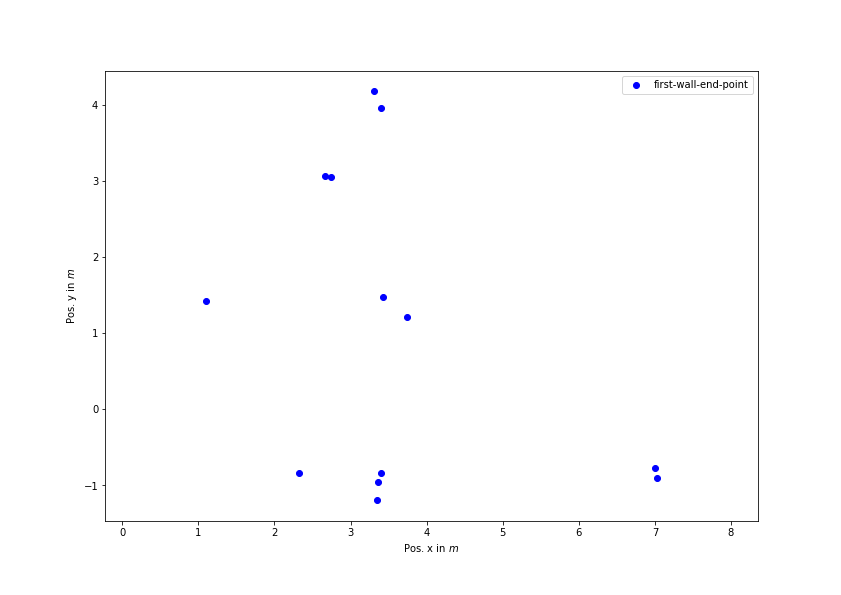 first-wall-end-point
4
3
2
1
0
−1
Pos. y in m
0 1 2 3 4 5 6 7 8
Pos. x in m